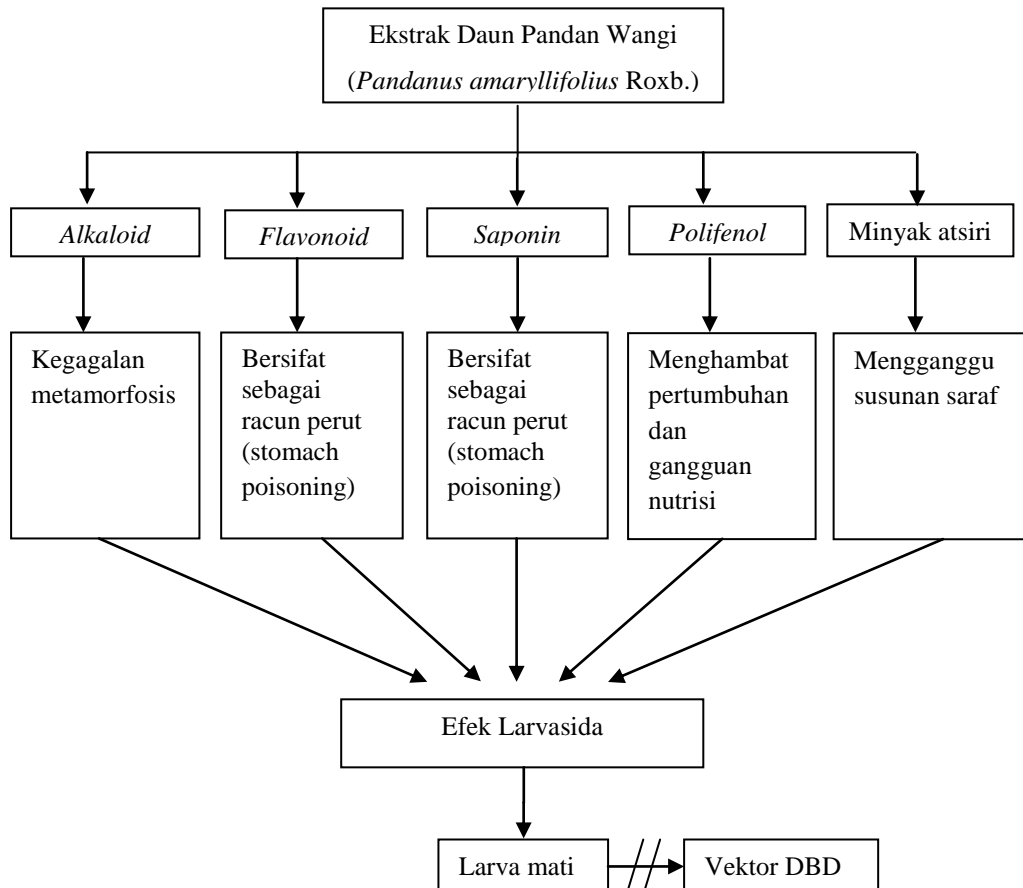 Ekstrak Daun Pandan Wangi
(Pandanus amaryllifolius Roxb.)
Alkaloid
Flavonoid
Saponin
Polifenol
Minyak atsiri
Kegagalan
metamorfosis
Bersifat
sebagai
racun perut
(stomach
poisoning)
Bersifat
sebagai
racun perut
(stomach
poisoning)
Menghambat
pertumbuhan
dan
gangguan
nutrisi
Mengganggu
susunan saraf
Efek Larvasida
Larva mati
Vektor DBD